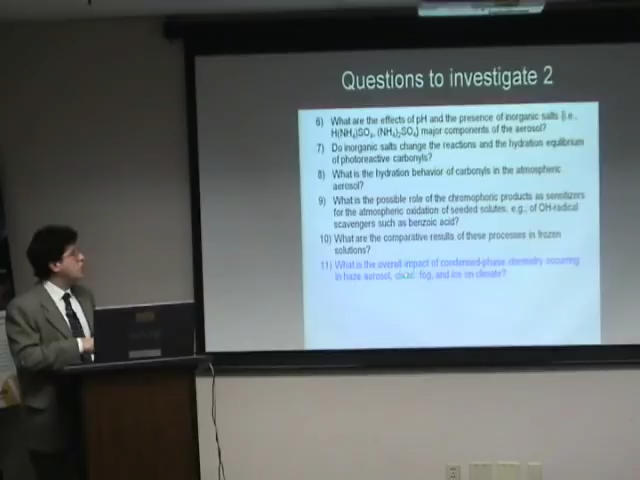 Questions to investigate 2
6) What are the effects of pH and the presence of inorganic salts (i.e.,
H(NH4)SO4, (NH4)2SO4) major components of the aerosol?
7) Do inorganic salts change the reactions and the hydration equilibrium
of photoreactive carbonyls?
8) What is the hydration behavior of carbonyls in the atmospheric
aerosol?
9) What is the possible role of the chromophoric products as sensitizers
for the atmospheric oxidation of seeded solutes, e.g., of OH-radical
scavengers such as benzoic acid?
10) What are the comparative results of these processes in frozen
solutions?
11) What is the overall impact of condensed-phase chemistry occurring
in haze aerosol, fog, and ice on climate?